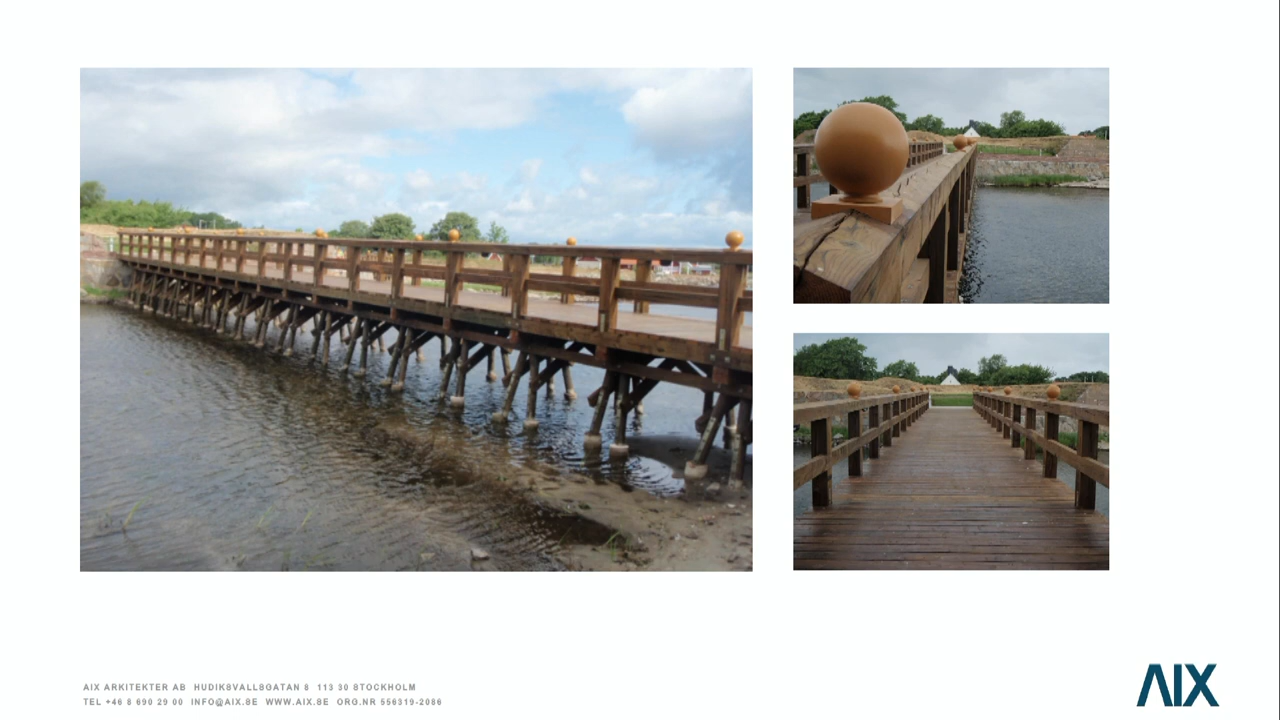 AIX ARKITEKTER AB HUDIKSVALLSGATAN 8 113 30 STOCKHOLM
TEL +46 8 690 29 00 INFO@AIX.SE WWW.AIX.SE ORG.NR 556319-2086
AIX